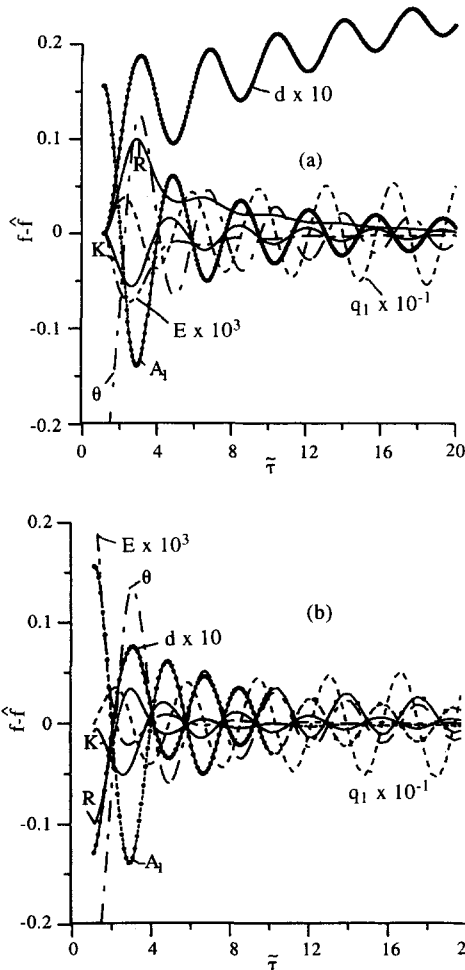 0.2
0.1
0
-0.1
-0.2
f-f̂
d x 10
(a)
R
K
E x 10³
q₁ x 10⁻¹
θ
A₁
0 4 8 12 16 20
τ̃
0.2
0.1
0
-0.1
-0.2
f-f̂
E x 10³
θ
d x 10
(b)
K
R
q₁ x 10⁻¹
A₁
0 4 8 12 16 2
τ̃